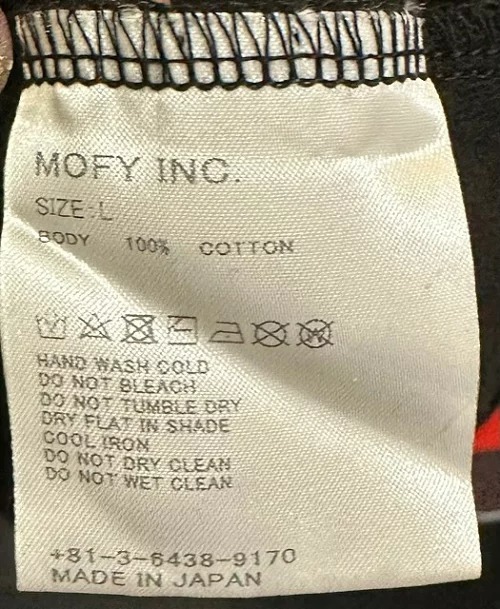 MOFY INC.
SIZE:L
BODY 100% COTTON
HAND WASH COLD
DO NOT BLEACH
DO NOT TUMBLE DRY
DRY FLAT IN SHADE
COOL IRON
DO NOT DRY CLEAN
DO NOT WET CLEAN
+81-3-6438-9170
MADE IN JAPAN